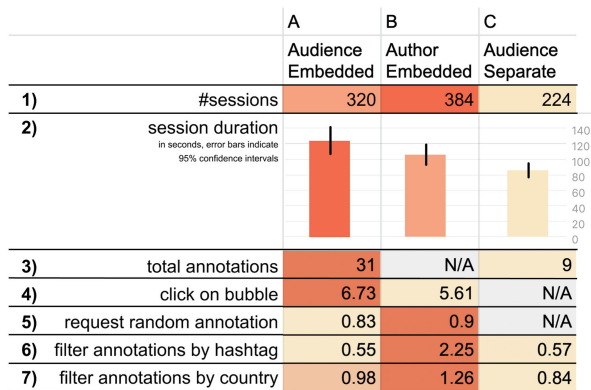 A B C
Audience Embedded Author Embedded Audience Separate
1) #sessions 320 384 224
2) session duration
in seconds, error bars indicate
95% confidence intervals
140
120
100
80
60
40
20
0
3) total annotations 31 N/A 9
4) click on bubble 6.73 5.61 N/A
5) request random annotation 0.83 0.9 N/A
6) filter annotations by hashtag 0.55 2.25 0.57
7) filter annotations by country 0.98 1.26 0.84